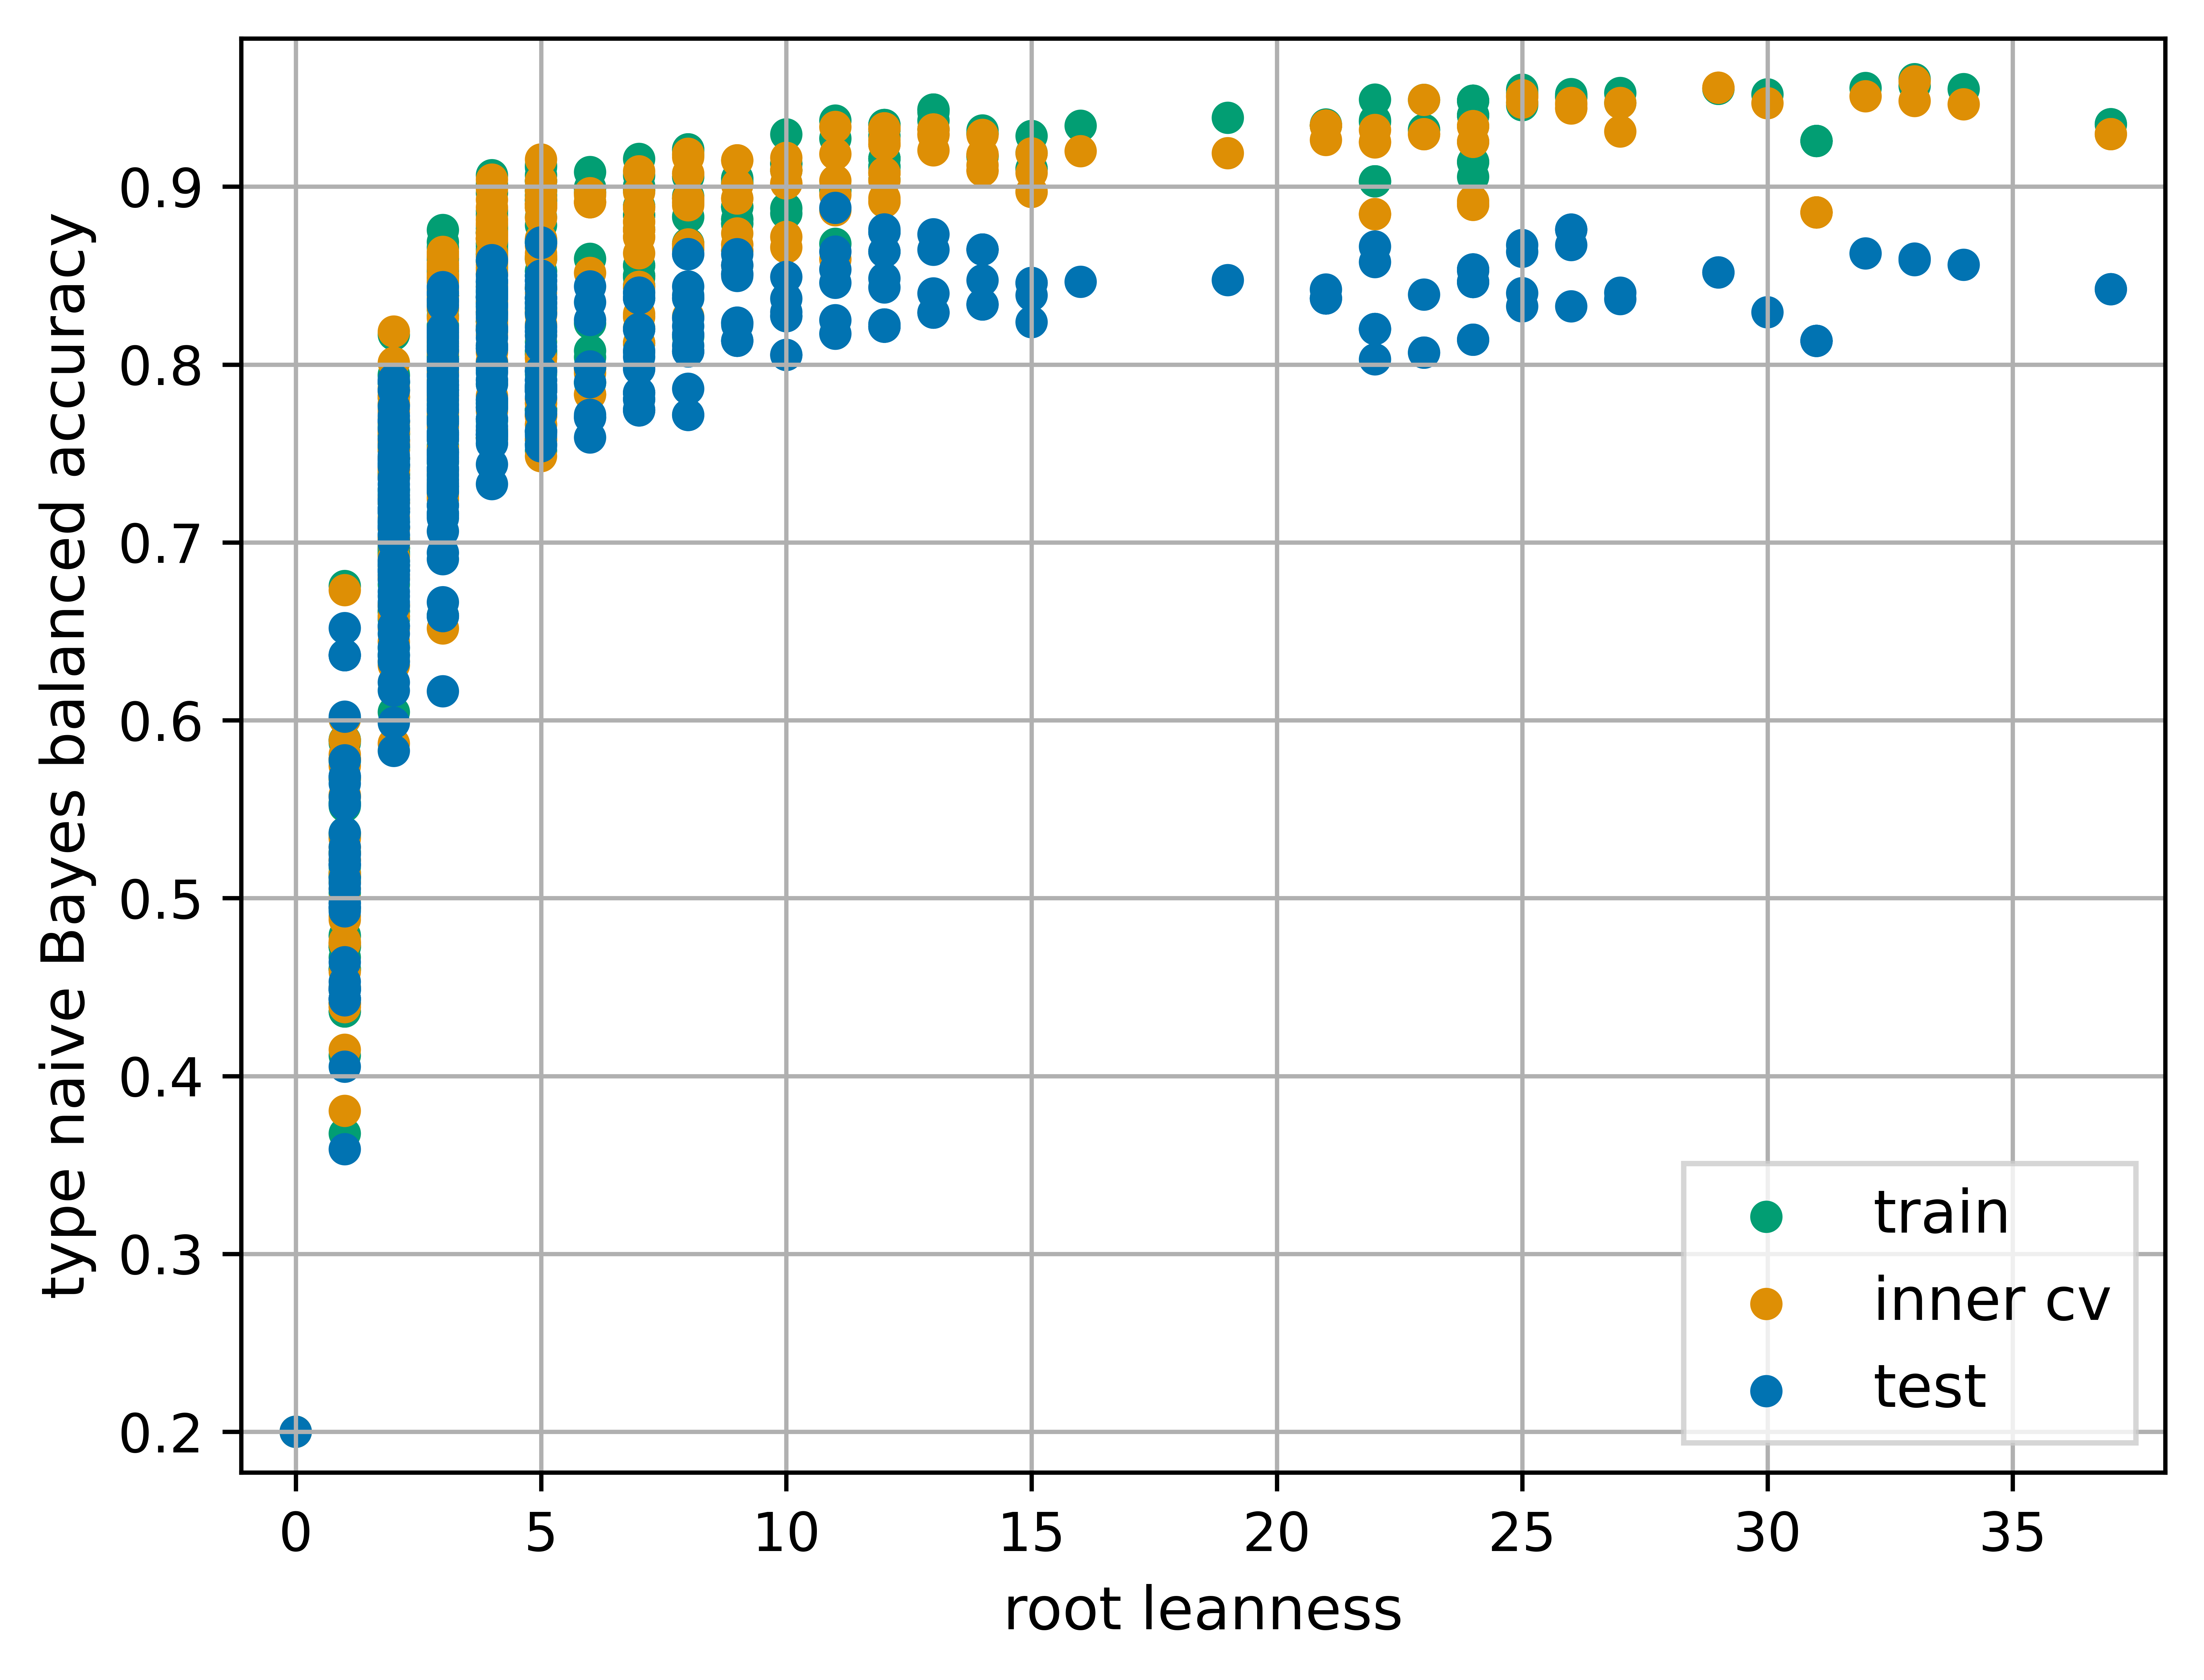 type naive Bayes balanced accuracy
0.9
0.8
0.7
0.6
0.5
0.4
0.3
0.2
train
inner cv
test
0 5 10 15 20 25 30 35
root leanness